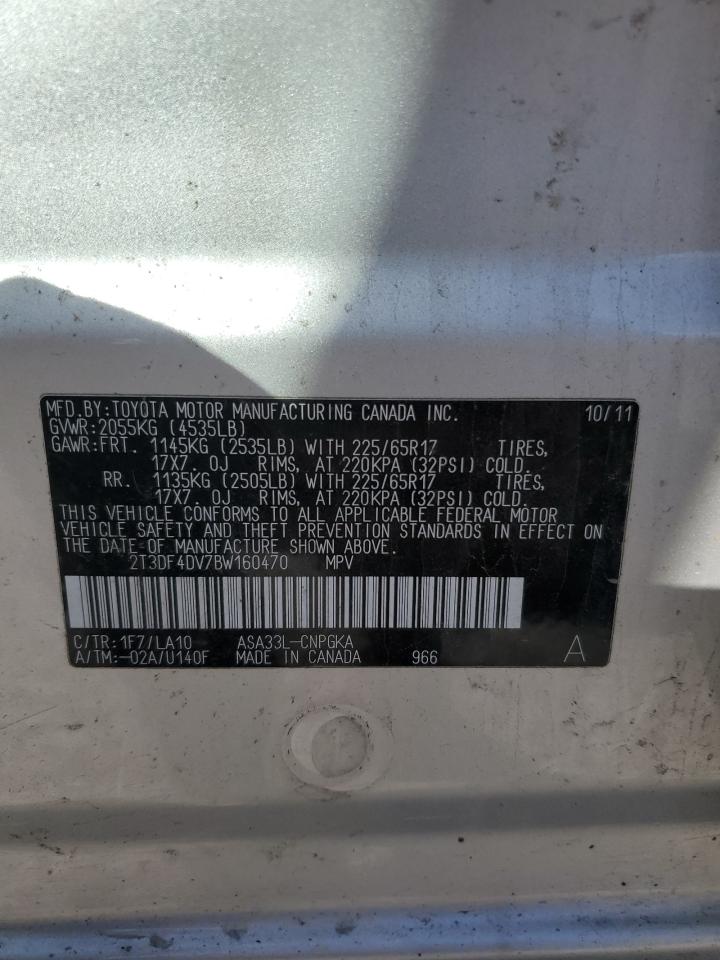 MFD.BY:TOYOTA MOTOR MANUFACTURING CANADA INC. 10/11
GVWR:2055KG (4535LB)
GAWR:FRT. 1145KG (2535LB) WITH 225/65R17 TIRES,
17X7. 0J RIMS, AT 220KPA (32PSI) COLD.
RR. 1135KG (2505LB) WITH 225/65R17 TIRES,
17X7. 0J RIMS, AT 220KPA (32PSI) COLD.
THIS VEHICLE CONFORMS TO ALL APPLICABLE FEDERAL MOTOR
VEHICLE SAFETY AND THEFT PREVENTION STANDARDS IN EFFECT ON
THE DATE OF MANUFACTURE SHOWN ABOVE.
2T3DF4DV7BW160470 MPV
C/TR:1F7/LA10 ASA33L-CNPGKA
A/TM:-02A/U140F MADE IN CANADA 966 A